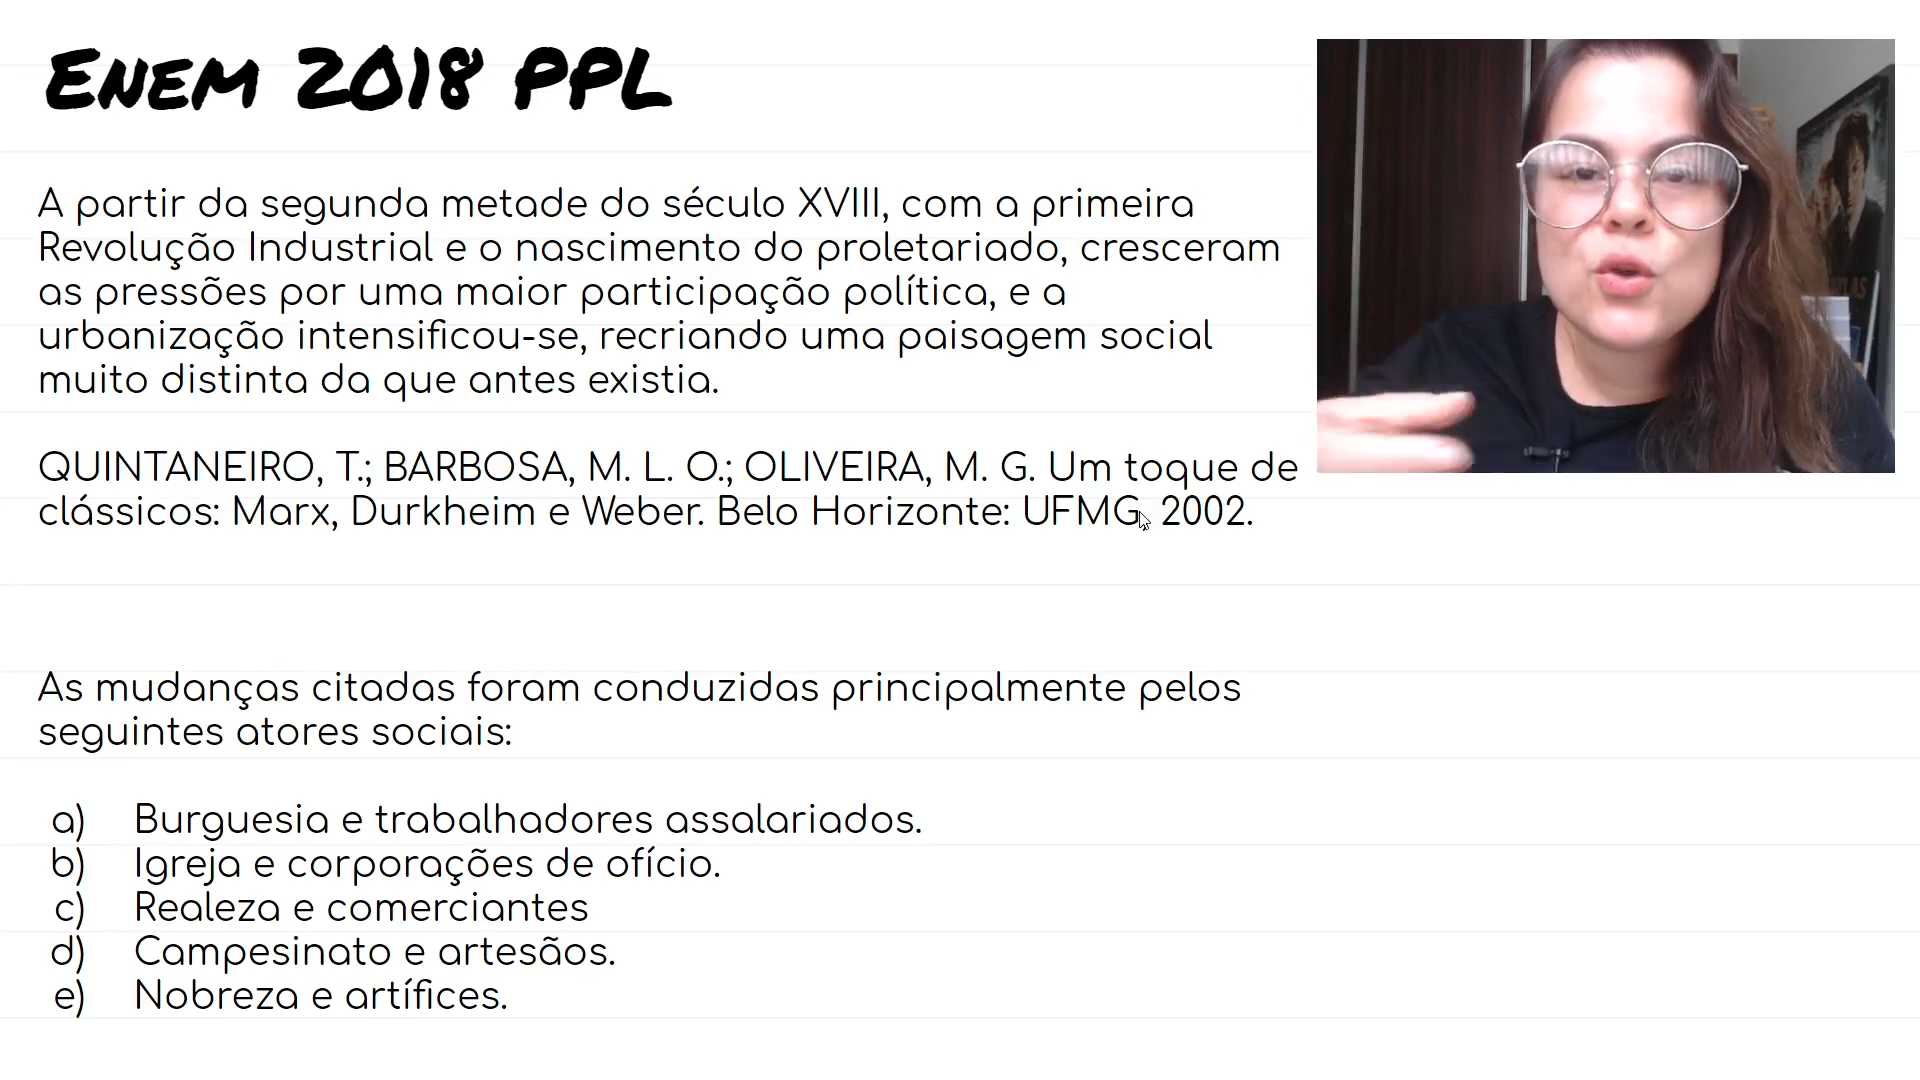 Enem 2018 PPL
A partir da segunda metade do século XVIII, com a primeira
Revolução Industrial e o nascimento do proletariado, cresceram
as pressões por uma maior participação política, e a
urbanização intensificou-se, recriando uma paisagem social
muito distinta da que antes existia.
QUINTANEIRO, T.; BARBOSA, M. L. O.; OLIVEIRA, M. G. Um toque de
clássicos: Marx, Durkheim e Weber. Belo Horizonte: UFMG, 2002.
As mudanças citadas foram conduzidas principalmente pelos
seguintes atores sociais:
a) Burguesia e trabalhadores assalariados.
b) Igreja e corporações de ofício.
c) Realeza e comerciantes
d) Campesinato e artesãos.
e) Nobreza e artífices.